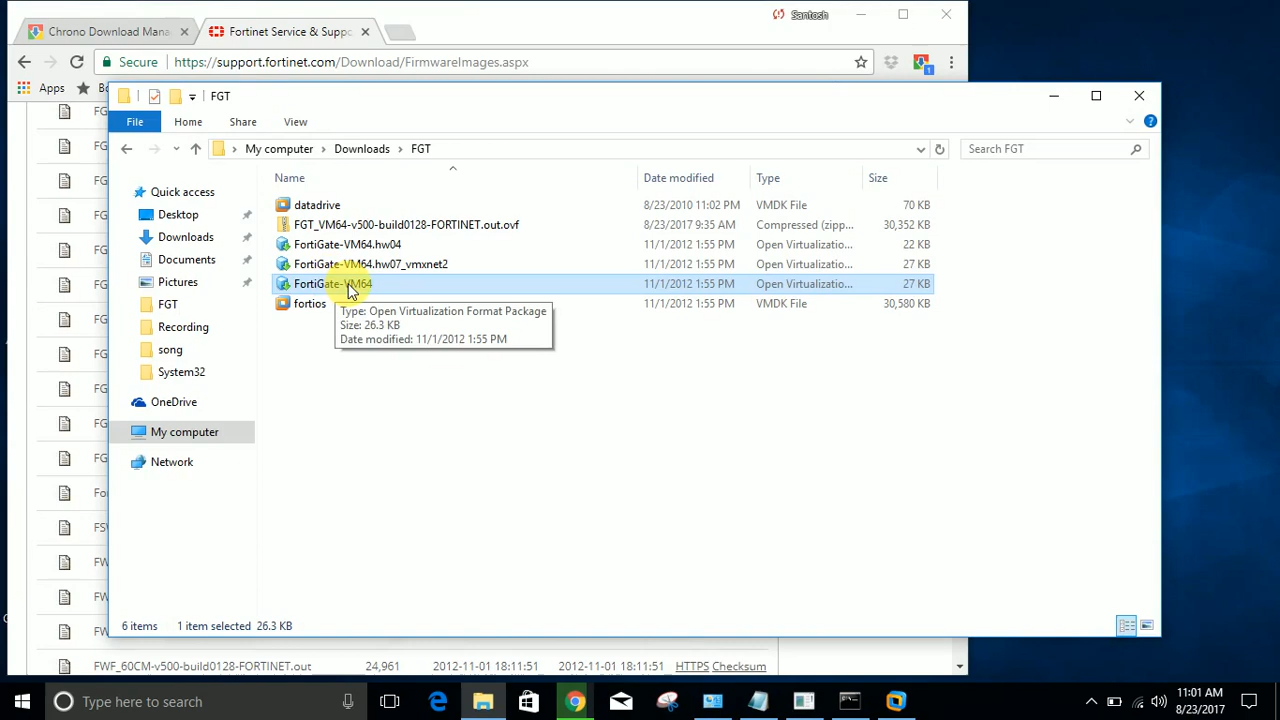 Santosh
Chrono Download Mana
Fortinet Service & Suppo
Secure
https://support.fortinet.com/Download/FirmwareImages.aspx
1
Apps
FGT
File
Home
Share
View
My computer
Downloads
FGT
Search FGT
Name
Date modified
Type
Size
Quick access
Desktop
Downloads
Documents
Pictures
FGT
Recording
song
System32
OneDrive
My computer
Network
datadrive 8/23/2010 11:02 PM VMDK File 70 KB
FGT_VM64-v500-build0128-FORTINET.out.ovf 8/23/2017 9:35 AM Compressed (zipp... 30,352 KB
FortiGate-VM64.hw04 11/1/2012 1:55 PM Open Virtualizatio... 22 KB
FortiGate-VM64.hw07_vmxnet2 11/1/2012 1:55 PM Open Virtualizatio... 27 KB
FortiGate-VM64 11/1/2012 1:55 PM Open Virtualizatio... 27 KB
fortios 11/1/2012 1:55 PM VMDK File 30,580 KB
Type: Open Virtualization Format Package
Size: 26.3 KB
Date modified: 11/1/2012 1:55 PM
6 items 1 item selected 26.3 KB
FWF_60CM-v500-build0128-FORTINET.out 24,961 2012-11-01 18:11:51 2012-11-01 18:11:51 HTTPS Checksum
Type here to search
11:01 AM
8/23/2017